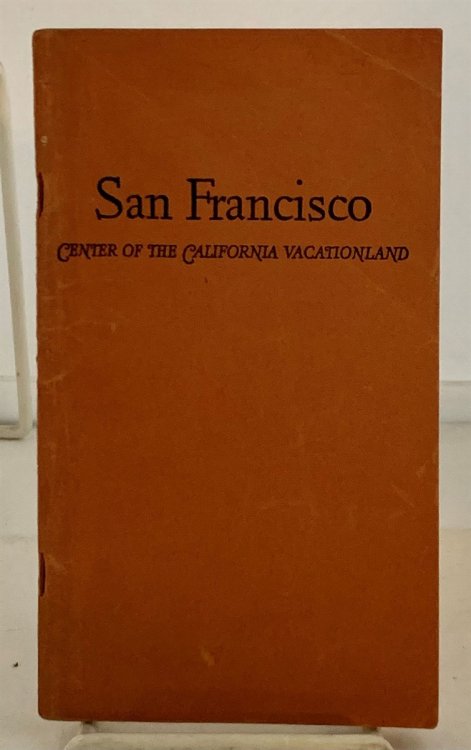 San Francisco
CENTER OF THE CALIFORNIA VACATIONLAND